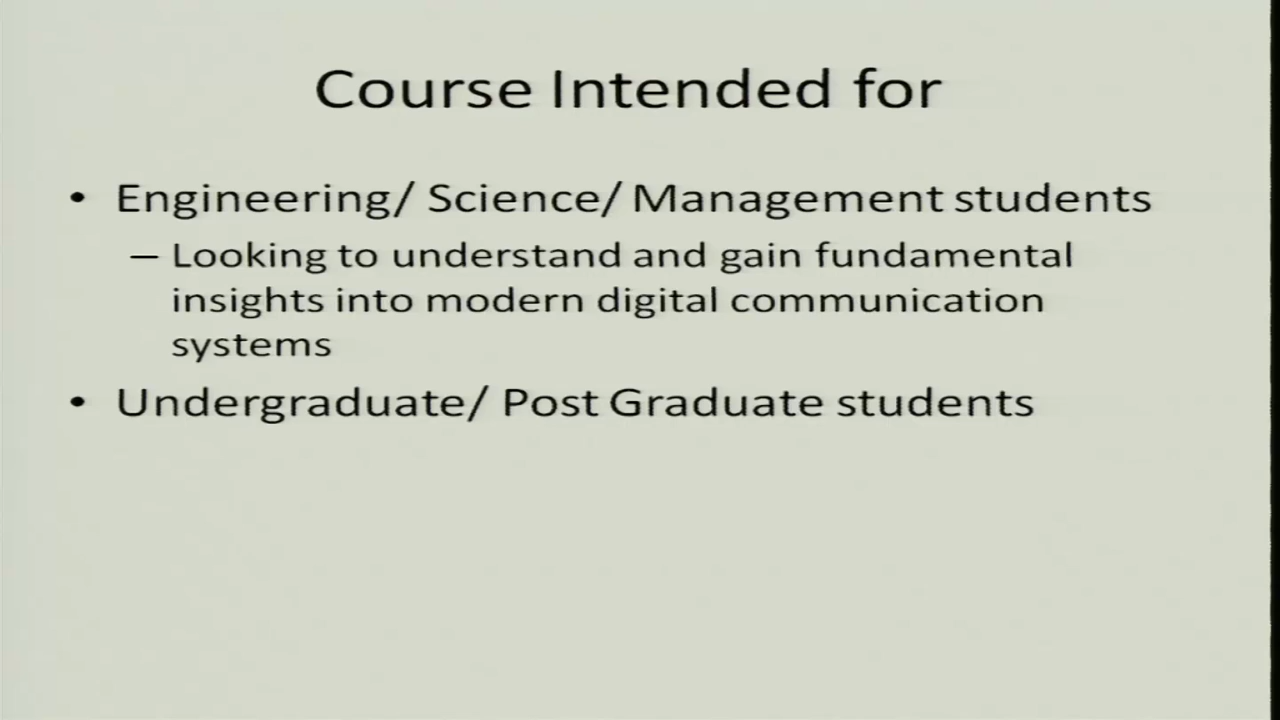 Course Intended for
• Engineering/ Science/ Management students
– Looking to understand and gain fundamental
insights into modern digital communication
systems
• Undergraduate/ Post Graduate students